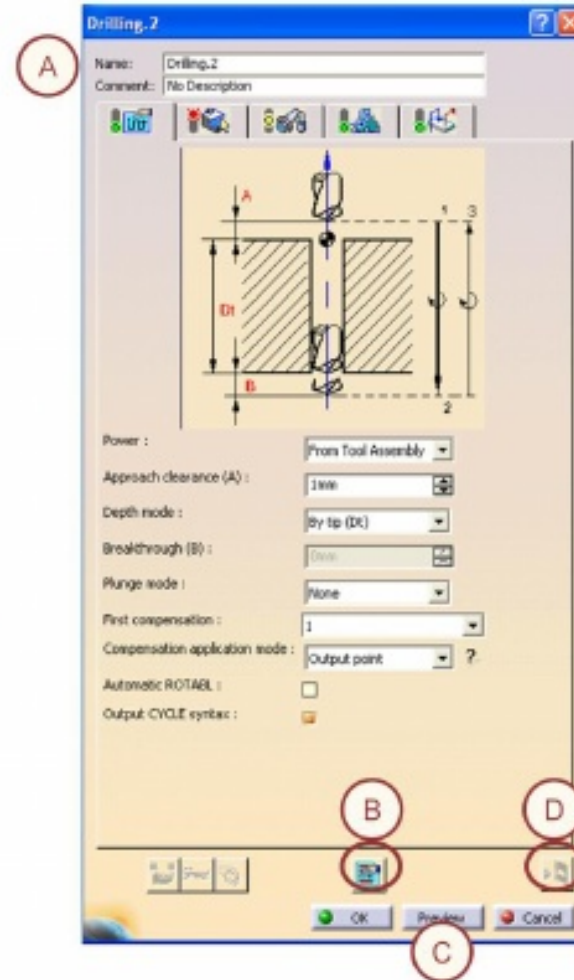 Drilling.2
A
Name: Drilling.2
Comment: No Description
A
1 3
Dt
B
2
Power : From Tool Assembly
Approach clearance (A) : 1mm
Depth mode : By tip (Dt)
Breakthrough (B) : 0mm
Plunge mode : None
First compensation : 1
Compensation application mode : Output point ?
Automatic ROTABL :
Output CYCLE syntax :
B D
OK Preview Cancel
C